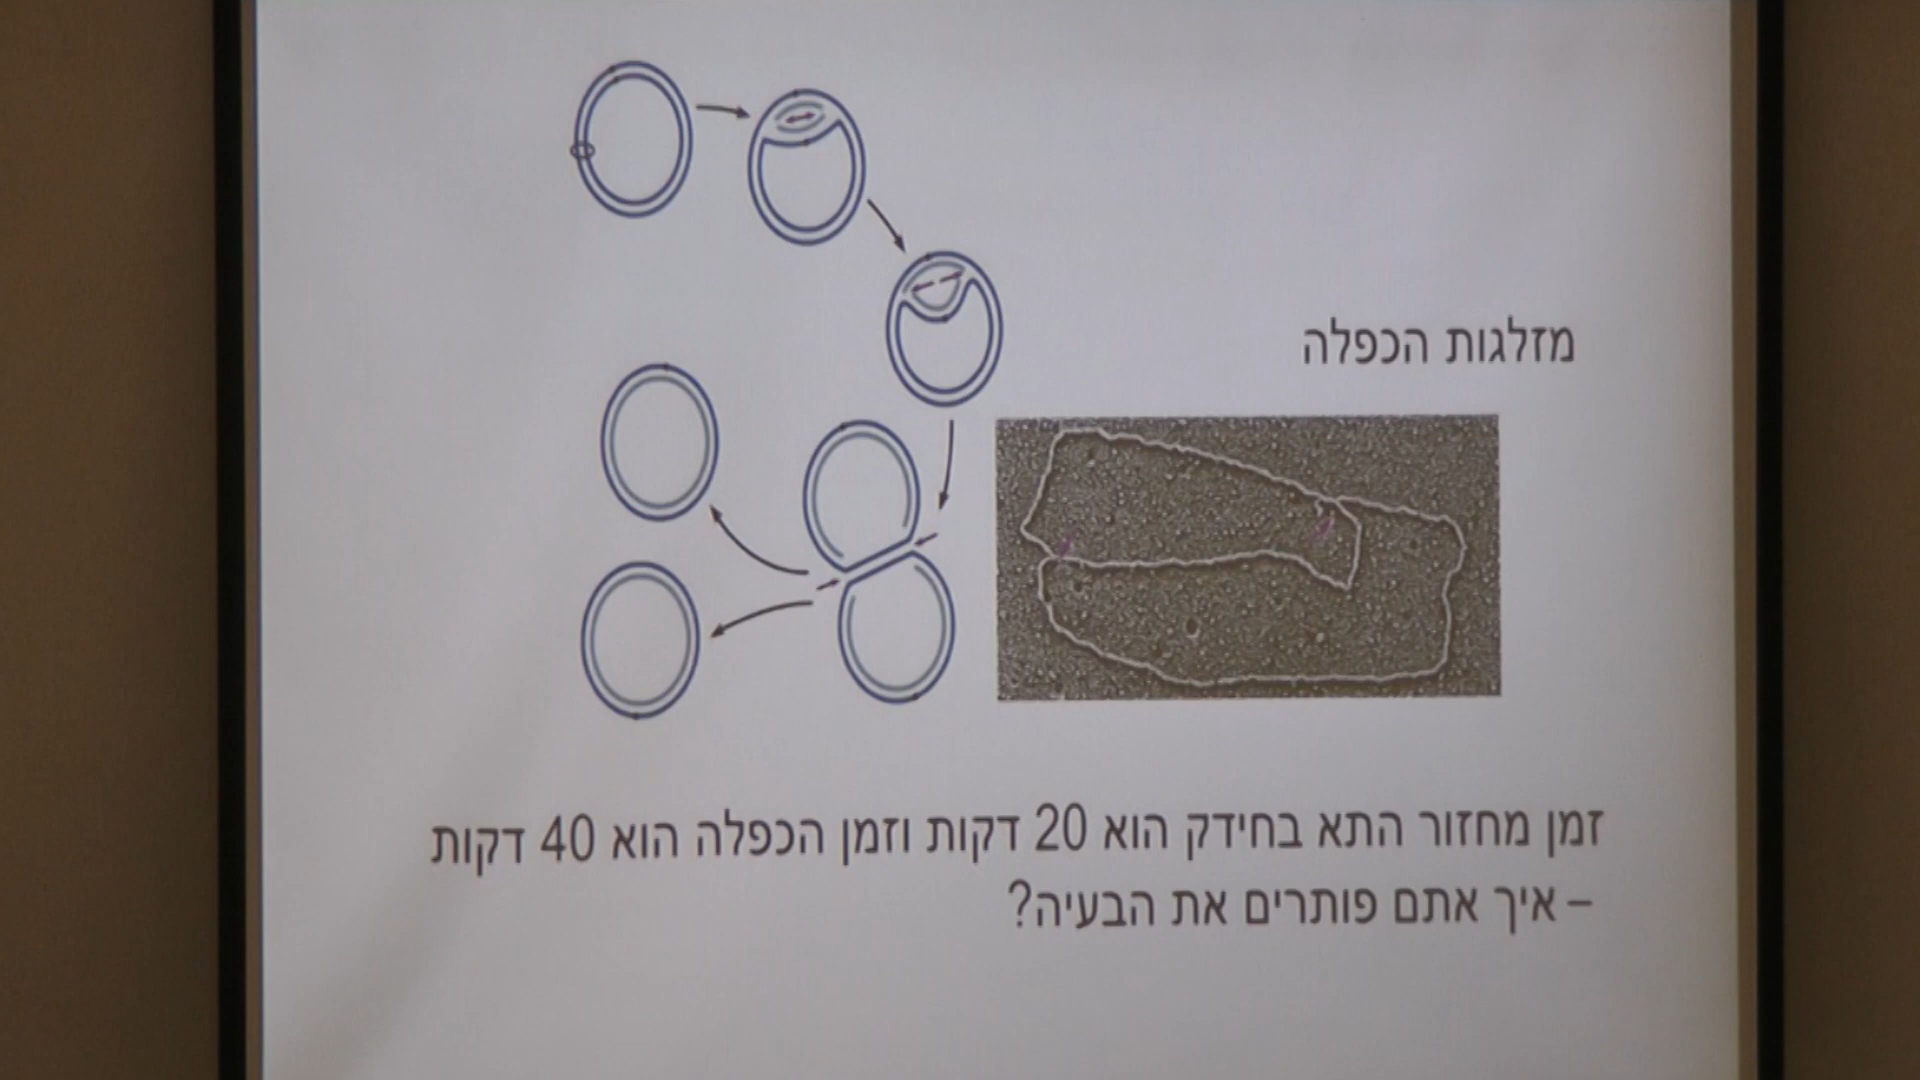 מזלגות הכפלה
זמן מחזור התא בחידק הוא 20 דקות וזמן הכפלה הוא 40 דקות
– איך אתם פותרים את הבעיה?